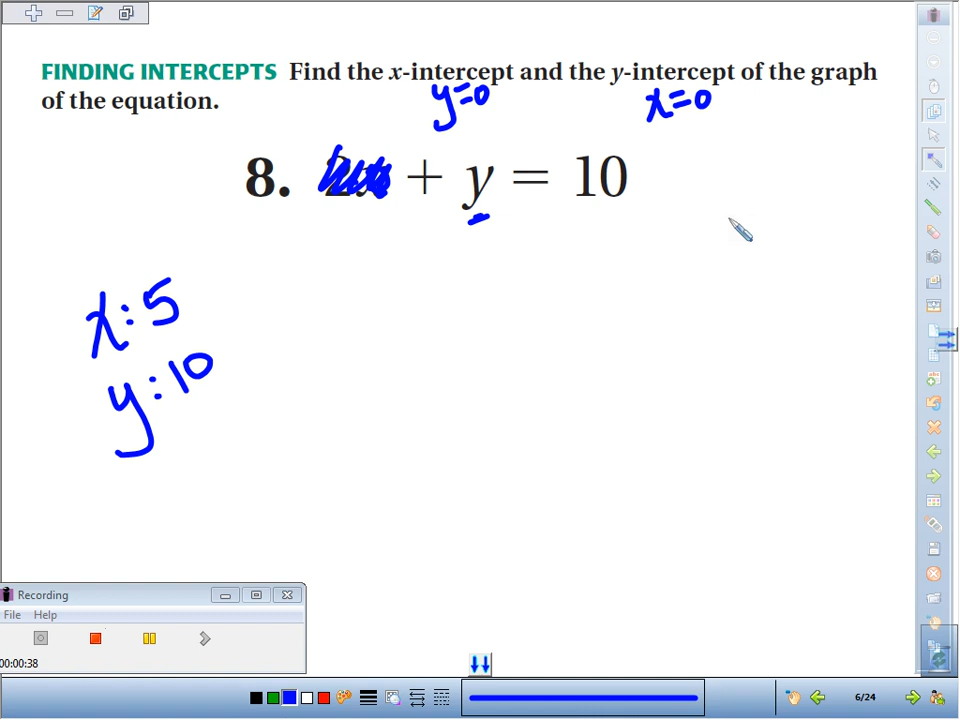 FINDING INTERCEPTS Find the x-intercept and the y-intercept of the graph
of the equation.
y=0
x=0
8. 2x + y = 10
x:5
y:10
Recording
File Help
00:00:38
6/24